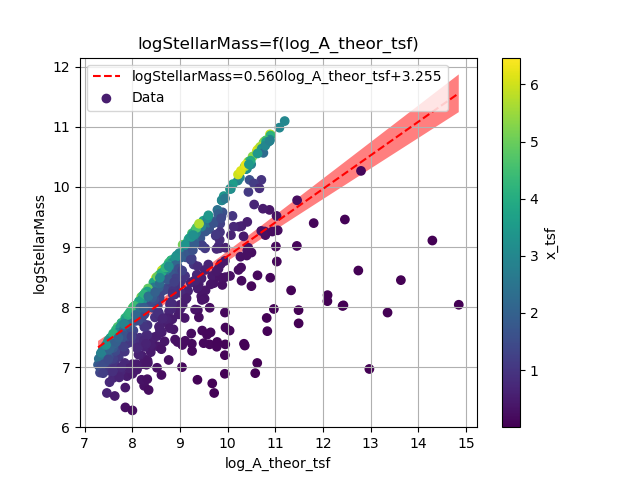 logStellarMass=f(log_A_theor_tsf)
logStellarMass=0.560log_A_theor_tsf+3.255
Data
12
11
10
9
8
7
6
logStellarMass
7 8 9 10 11 12 13 14 15
log_A_theor_tsf
6
5
4
3
2
1
x_tsf